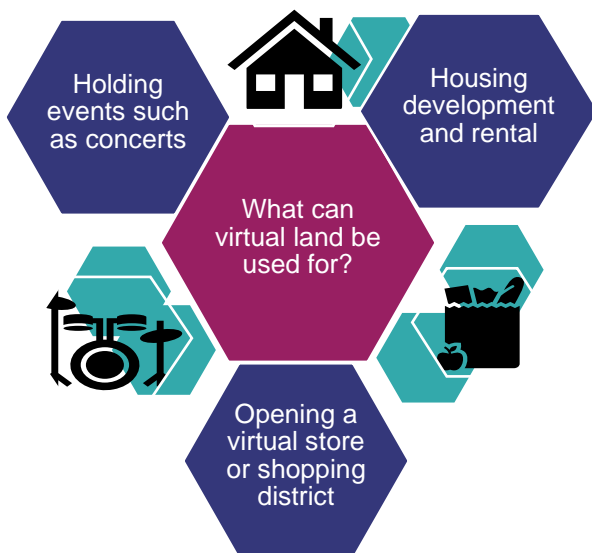 Holding
events such
as concerts
Housing
development
and rental
What can
virtual land be
used for?
Opening a
virtual store
or shopping
district